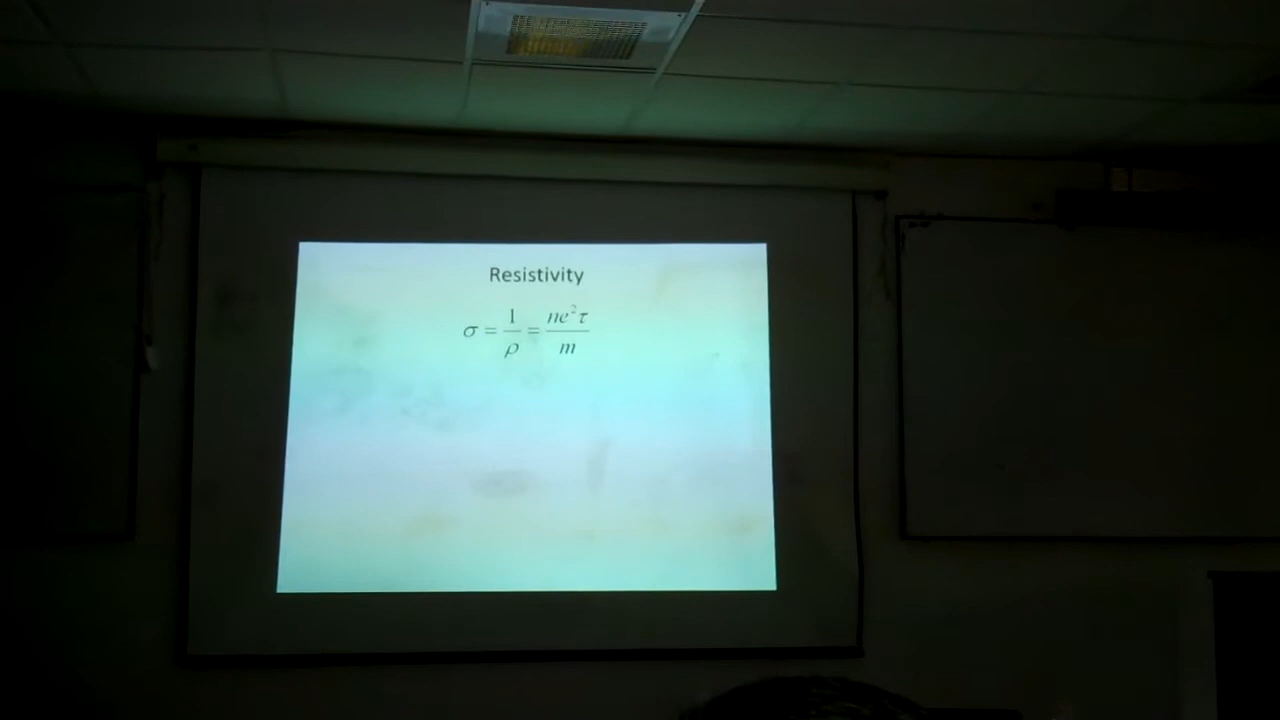 Resistivity
σ = 1/ρ = ne²τ/m